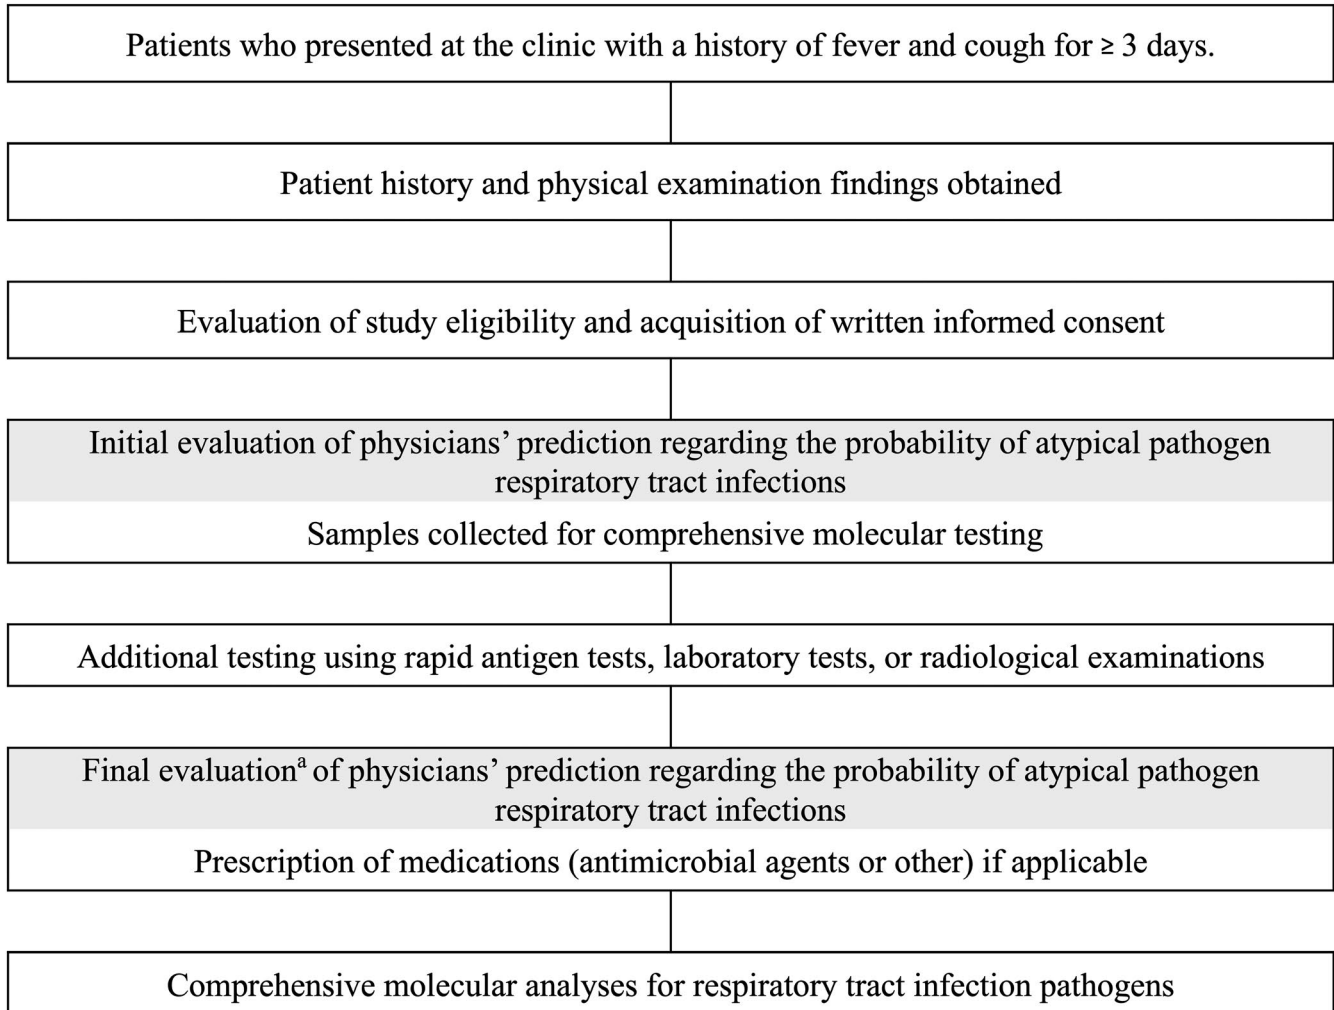 Patients who presented at the clinic with a history of fever and cough for ≥ 3 days.
Patient history and physical examination findings obtained
Evaluation of study eligibility and acquisition of written informed consent
Initial evaluation of physicians’ prediction regarding the probability of atypical pathogen
respiratory tract infections
Samples collected for comprehensive molecular testing
Additional testing using rapid antigen tests, laboratory tests, or radiological examinations
Final evaluationᵃ of physicians’ prediction regarding the probability of atypical pathogen
respiratory tract infections
Prescription of medications (antimicrobial agents or other) if applicable
Comprehensive molecular analyses for respiratory tract infection pathogens